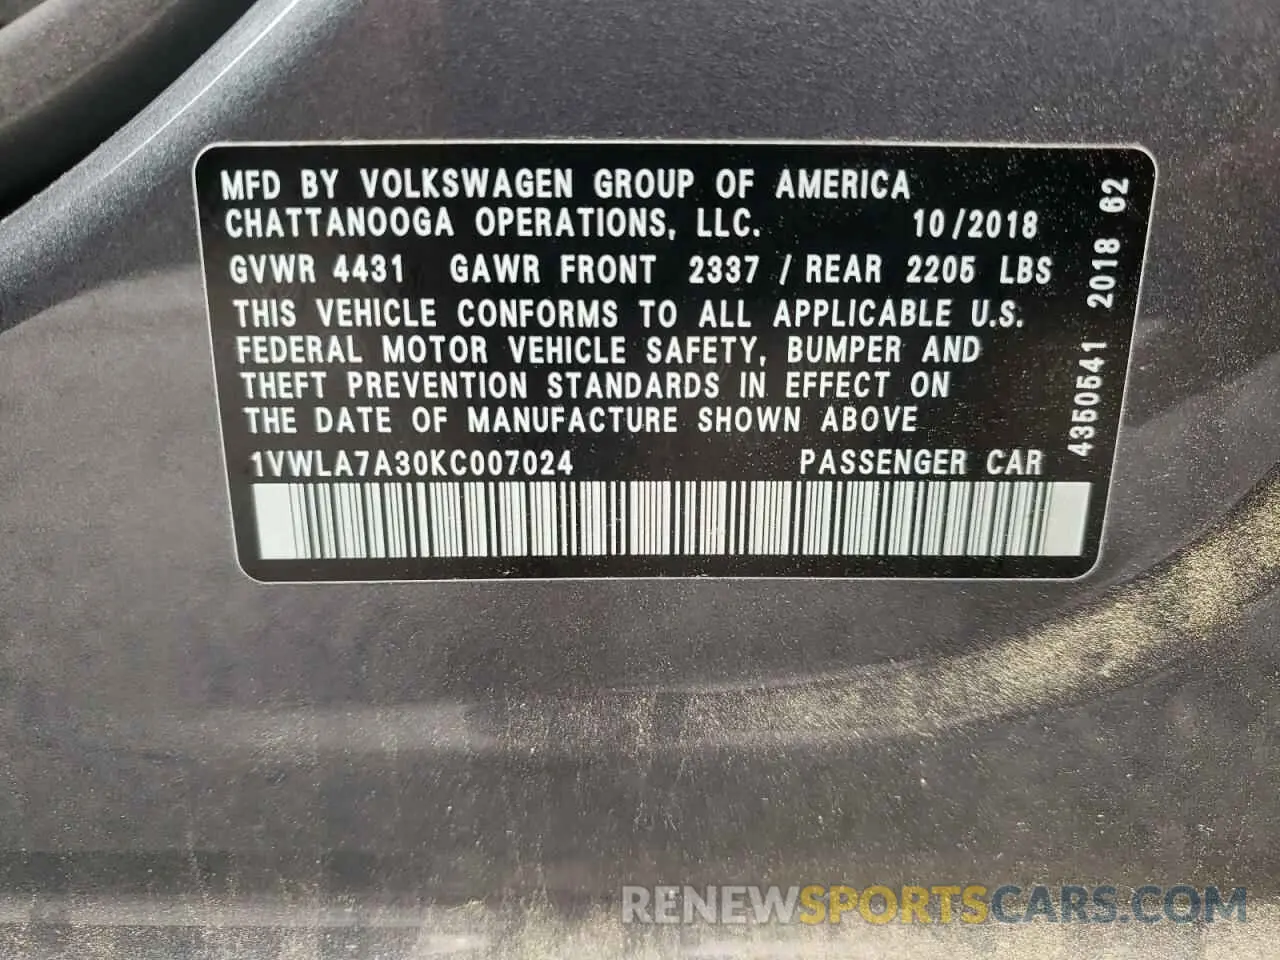 MFD BY VOLKSWAGEN GROUP OF AMERICA
CHATTANOOGA OPERATIONS, LLC. 10/2018
GVWR 4431 GAWR FRONT 2337 / REAR 2205 LBS
THIS VEHICLE CONFORMS TO ALL APPLICABLE U.S.
FEDERAL MOTOR VEHICLE SAFETY, BUMPER AND
THEFT PREVENTION STANDARDS IN EFFECT ON
THE DATE OF MANUFACTURE SHOWN ABOVE
1VWLA7A30KC007024 PASSENGER CAR
4350541 2018 62
RENEWSPORTSCARS.COM